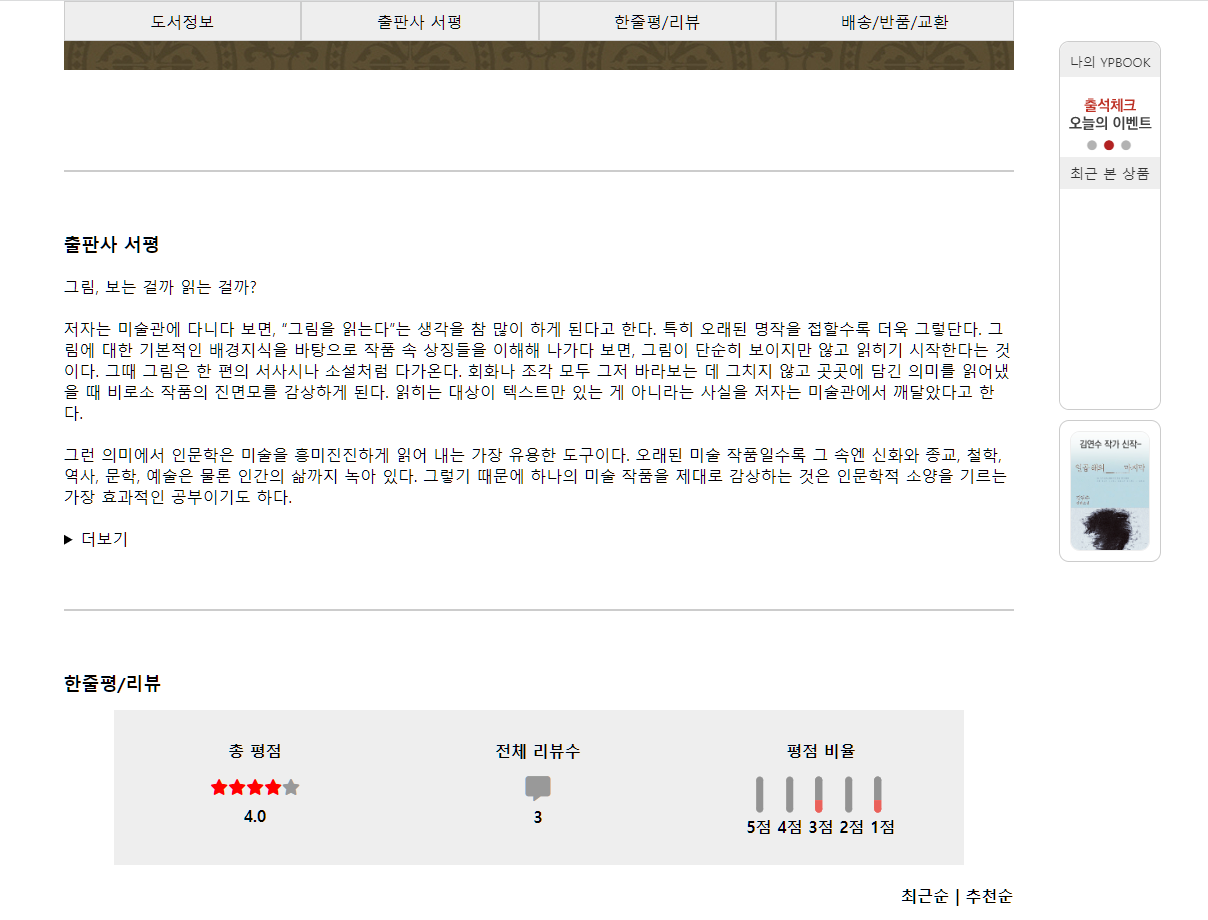 도서정보
출판사 서평
한줄평/리뷰
배송/반품/교환
나의 YPBOOK
출석체크
오늘의 이벤트
최근 본 상품
출판사 서평
그림, 보는 걸까 읽는 걸까?
저자는 미술관에 다니다 보면, “그림을 읽는다”는 생각을 참 많이 하게 된다고 한다. 특히 오래된 명작을 접할수록 더욱 그렇단다. 그
림에 대한 기본적인 배경지식을 바탕으로 작품 속 상징들을 이해해 나가다 보면, 그림이 단순히 보이지만 않고 읽히기 시작한다는 것
이다. 그때 그림은 한 편의 서사시나 소설처럼 다가온다. 회화나 조각 모두 그저 바라보는 데 그치지 않고 곳곳에 담긴 의미를 읽어냈
을 때 비로소 작품의 진면모를 감상하게 된다. 읽히는 대상이 텍스트만 있는 게 아니라는 사실을 저자는 미술관에서 깨달았다고 한
다.
그런 의미에서 인문학은 미술을 흥미진진하게 읽어 내는 가장 유용한 도구이다. 오래된 미술 작품일수록 그 속엔 신화와 종교, 철학,
역사, 문학, 예술은 물론 인간의 삶까지 녹아 있다. 그렇기 때문에 하나의 미술 작품을 제대로 감상하는 것은 인문학적 소양을 기르는
가장 효과적인 공부이기도 하다.
▶ 더보기
김연수 작가 신작~
한줄평/리뷰
총 평점
4.0
전체 리뷰수
3
평점 비율
5점 4점 3점 2점 1점
최근순 | 추천순